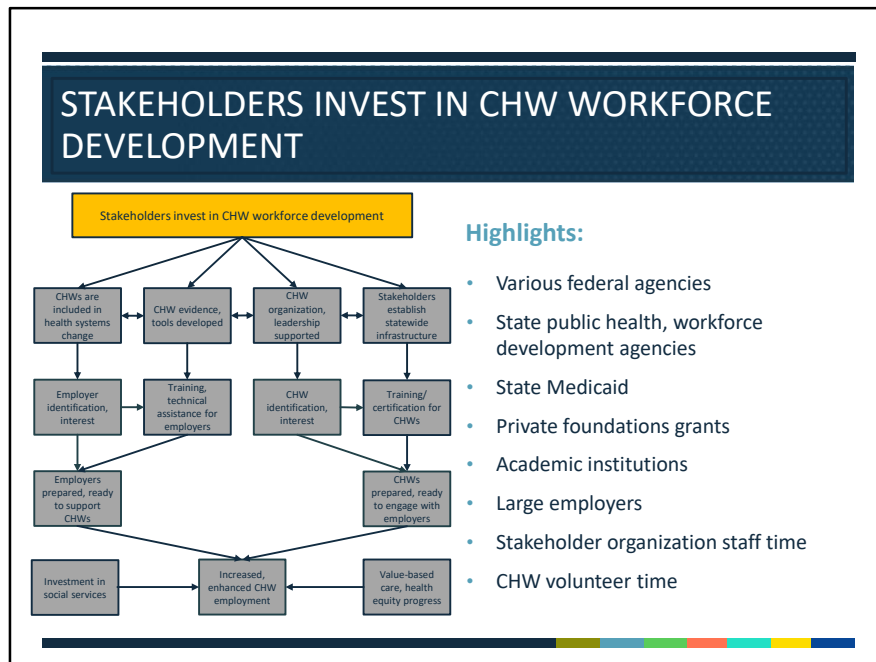 STAKEHOLDERS INVEST IN CHW WORKFORCE
DEVELOPMENT
Stakeholders invest in CHW workforce development
CHWs are
included in
health systems
change
CHW evidence,
tools developed
CHW
organization,
leadership
supported
Stakeholders
establish
statewide
infrastructure
Employer
identification,
interest
Training,
technical
assistance for
employers
CHW
identification,
interest
Training/
certification for
CHWs
Employers
prepared, ready
to support
CHWs
CHWs
prepared, ready
to engage with
employers
Investment in
social services
Increased,
enhanced CHW
employment
Value-based
care, health
equity progress
Highlights:
• Various federal agencies
• State public health, workforce
development agencies
• State Medicaid
• Private foundations grants
• Academic institutions
• Large employers
• Stakeholder organization staff time
• CHW volunteer time